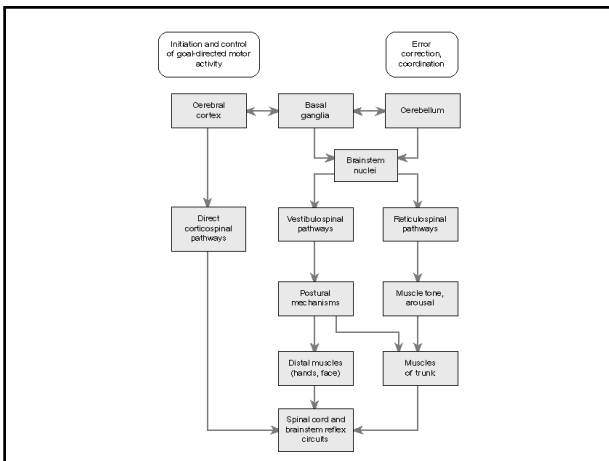 Initiation and control
of goal-directed motor
activity
Error
correction,
coordination
Cerebral
cortex
Basal
ganglia
Cerebellum
Brainstem
nuclei
Direct
corticospinal
pathways
Vestibulospinal
pathways
Reticulospinal
pathways
Postural
mechanisms
Muscle tone,
arousal
Distal muscles
(hands, face)
Muscles
of trunk
Spinal cord and
brainstem reflex
circuits